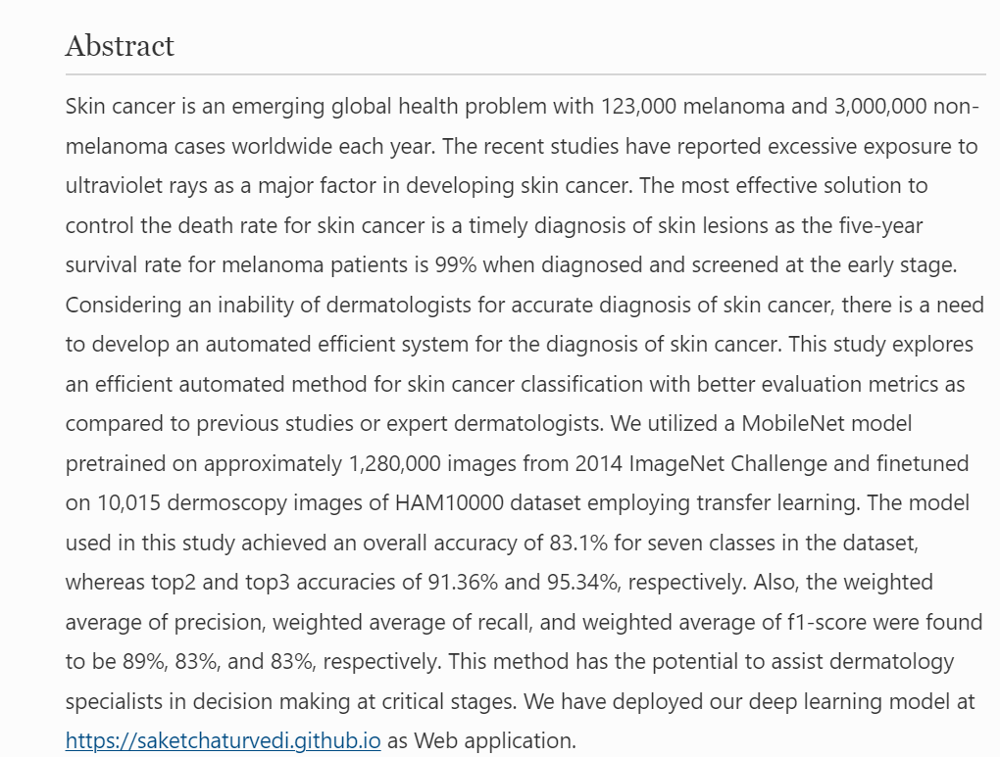 Abstract
Skin cancer is an emerging global health problem with 123,000 melanoma and 3,000,000 non-
melanoma cases worldwide each year. The recent studies have reported excessive exposure to
ultraviolet rays as a major factor in developing skin cancer. The most effective solution to
control the death rate for skin cancer is a timely diagnosis of skin lesions as the five-year
survival rate for melanoma patients is 99% when diagnosed and screened at the early stage.
Considering an inability of dermatologists for accurate diagnosis of skin cancer, there is a need
to develop an automated efficient system for the diagnosis of skin cancer. This study explores
an efficient automated method for skin cancer classification with better evaluation metrics as
compared to previous studies or expert dermatologists. We utilized a MobileNet model
pretrained on approximately 1,280,000 images from 2014 ImageNet Challenge and finetuned
on 10,015 dermoscopy images of HAM10000 dataset employing transfer learning. The model
used in this study achieved an overall accuracy of 83.1% for seven classes in the dataset,
whereas top2 and top3 accuracies of 91.36% and 95.34%, respectively. Also, the weighted
average of precision, weighted average of recall, and weighted average of f1-score were found
to be 89%, 83%, and 83%, respectively. This method has the potential to assist dermatology
specialists in decision making at critical stages. We have deployed our deep learning model at
https://saketchaturvedi.github.io as Web application.